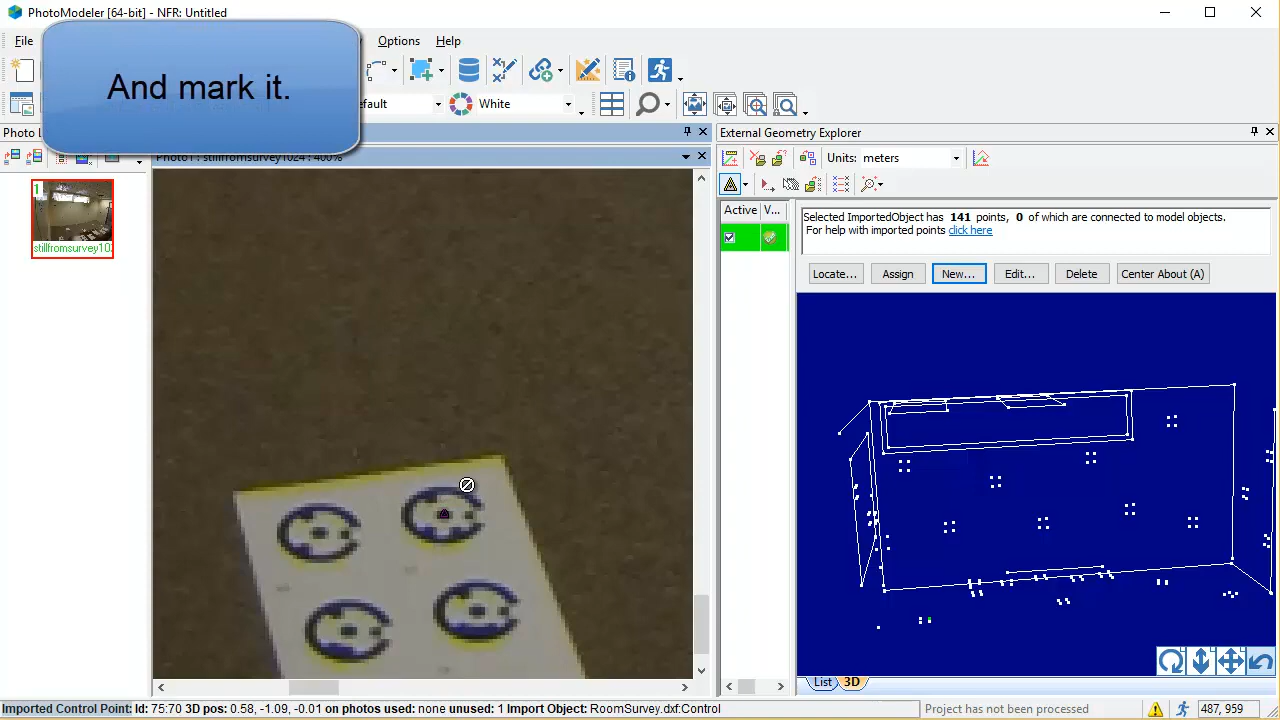 PhotoModeler [64-bit] - NFR: Untitled
And mark it.
File
Options
Help
efault
White
Photo L
External Geometry Explorer
Photo1 : stillfromsurvey1024 : 400%
Units:
meters
1
stillfromsurvey102
Active
V...
Selected ImportedObject has 141 points, 0 of which are connected to model objects.
For help with imported points click here
Locate...
Assign
New...
Edit...
Delete
Center About (A)
List
3D
Imported Control Point: Id: 75:70 3D pos: 0.58, -1.09, -0.01 on photos used: none unused: 1 Import Object: RoomSurvey.dxf:Control
Project has not been processed
487, 959